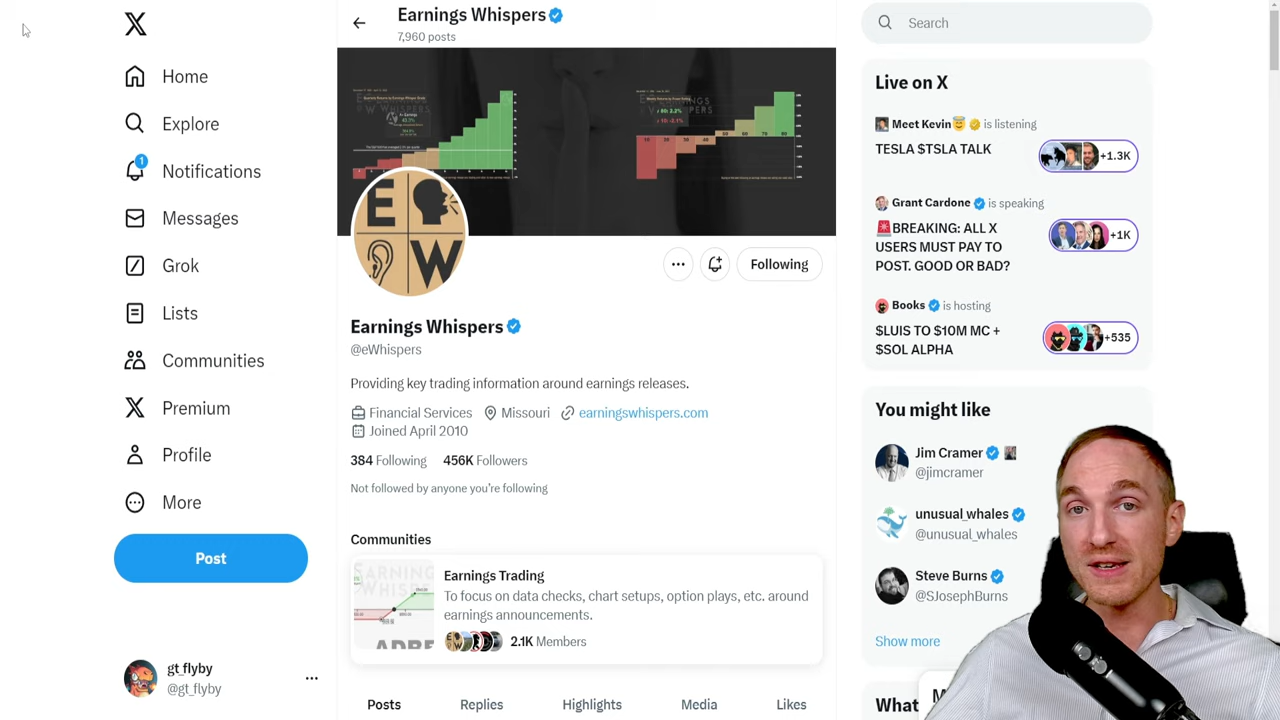 Home
Explore
1
Notifications
Messages
Grok
Lists
Communities
Premium
Profile
More
Post
gt_flyby
@gt_flyby
Earnings Whispers
7,960 posts
E
W
Following
Earnings Whispers
@eWhispers
Providing key trading information around earnings releases.
Financial Services Missouri earningswhispers.com
Joined April 2010
384 Following 456K Followers
Not followed by anyone you're following
Communities
Earnings Trading
To focus on data checks, chart setups, option plays, etc. around
earnings announcements.
2.1K Members
Posts Replies Highlights Media Likes
Search
Live on X
Meet Kevin is listening
TESLA $TSLA TALK
+1.3K
Grant Cardone is speaking
BREAKING: ALL X
USERS MUST PAY TO
POST. GOOD OR BAD?
+1K
Books is hosting
$LUIS TO $10M MC +
$SOL ALPHA
+535
You might like
Jim Cramer
@jimcramer
unusual_whales
@unusual_whales
Steve Burns
@SJosephBurns
Show more
What